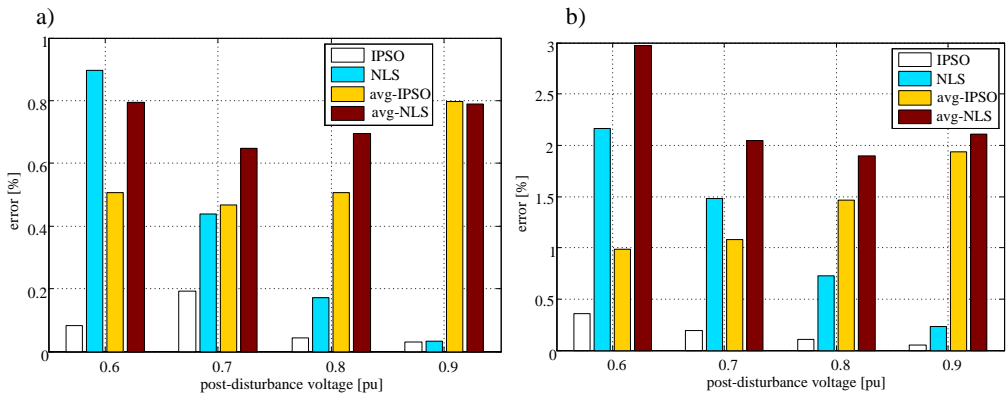 a)
1
0.8
0.6
0.4
0.2
0
error [%]
IPSO
NLS
avg-IPSO
avg-NLS
0.6 0.7 0.8 0.9
post-disturbance voltage [pu]
b)
3
2.5
2
1.5
1
0.5
0
error [%]
IPSO
NLS
avg-IPSO
avg-NLS
0.6 0.7 0.8 0.9
post-disturbance voltage [pu]